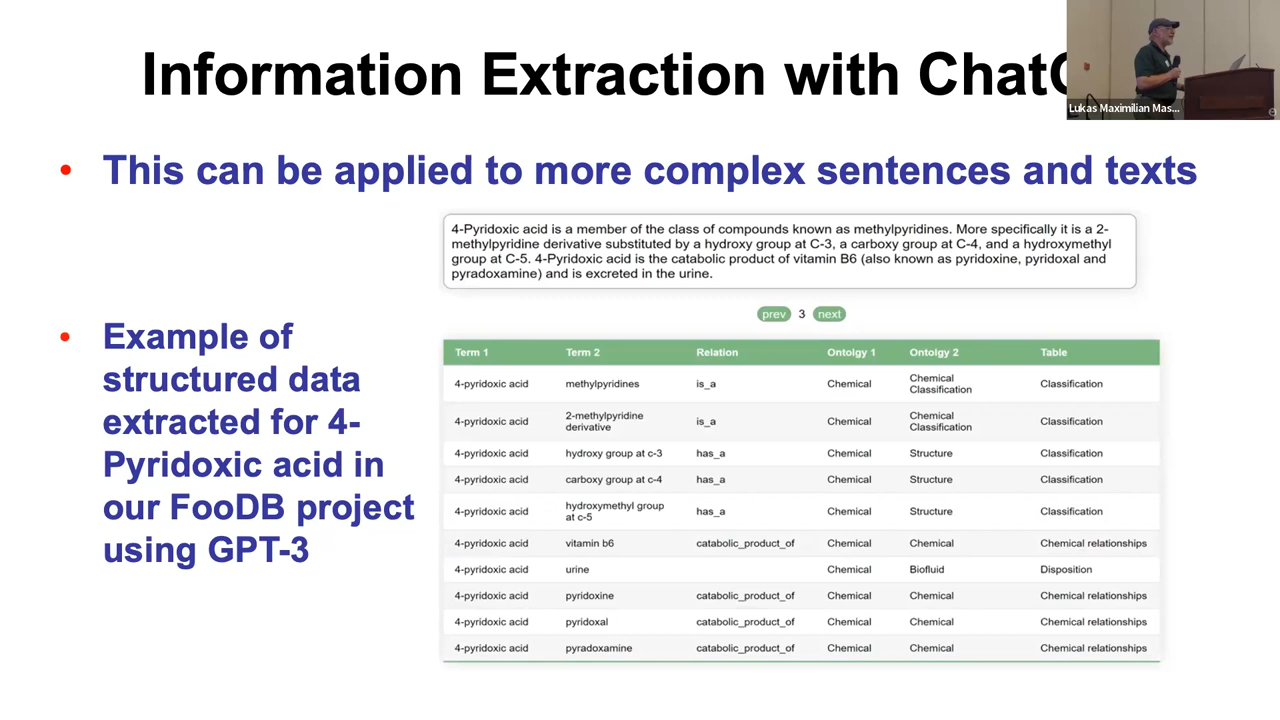 Information Extraction with ChatG
Lukas Maximilian Mas...
• This can be applied to more complex sentences and texts
4-Pyridoxic acid is a member of the class of compounds known as methylpyridines. More specifically it is a 2-
methylpyridine derivative substituted by a hydroxy group at C-3, a carboxy group at C-4, and a hydroxymethyl
group at C-5. 4-Pyridoxic acid is the catabolic product of vitamin B6 (also known as pyridoxine, pyridoxal and
pyradoxamine) and is excreted in the urine.
prev 3 next
• Example of
structured data
extracted for 4-
Pyridoxic acid in
our FooDB project
using GPT-3
Term 1 Term 2 Relation Ontolgy 1 Ontolgy 2 Table
4-pyridoxic acid methylpyridines is_a Chemical Chemical Classification Classification
4-pyridoxic acid 2-methylpyridine derivative is_a Chemical Chemical Classification Classification
4-pyridoxic acid hydroxy group at c-3 has_a Chemical Structure Classification
4-pyridoxic acid carboxy group at c-4 has_a Chemical Structure Classification
4-pyridoxic acid hydroxymethyl group at c-5 has_a Chemical Structure Classification
4-pyridoxic acid vitamin b6 catabolic_product_of Chemical Chemical Chemical relationships
4-pyridoxic acid urine Chemical Biofluid Disposition
4-pyridoxic acid pyridoxine catabolic_product_of Chemical Chemical Chemical relationships
4-pyridoxic acid pyridoxal catabolic_product_of Chemical Chemical Chemical relationships
4-pyridoxic acid pyradoxamine catabolic_product_of Chemical Chemical Chemical relationships